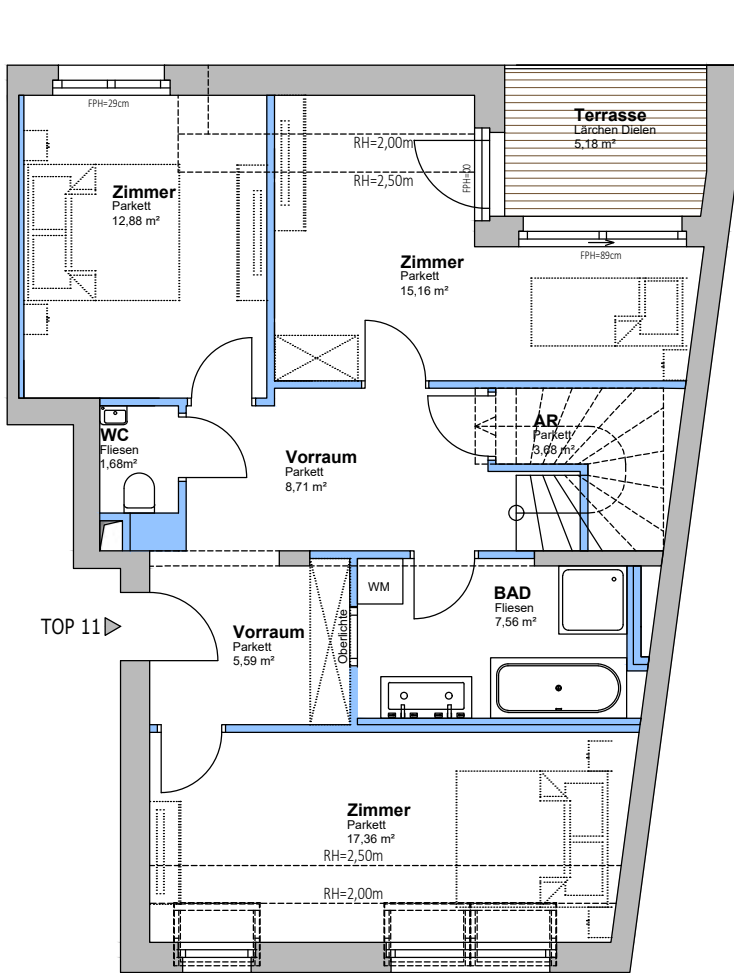 FPH=29cm
Terrasse
Lärchen Dielen
5,18 m²
RH=2,00m
RH=2,50m
FPH=00
Zimmer
Parkett
12,88 m²
Zimmer
Parkett
15,16 m²
FPH=89cm
WC
Fliesen
1,68m²
Vorraum
Parkett
8,71 m²
AR
Parkett
3,68 m²
TOP 11
Vorraum
Parkett
5,59 m²
Oberlichte
WM
BAD
Fliesen
7,56 m²
Zimmer
Parkett
17,36 m²
RH=2,50m
RH=2,00m